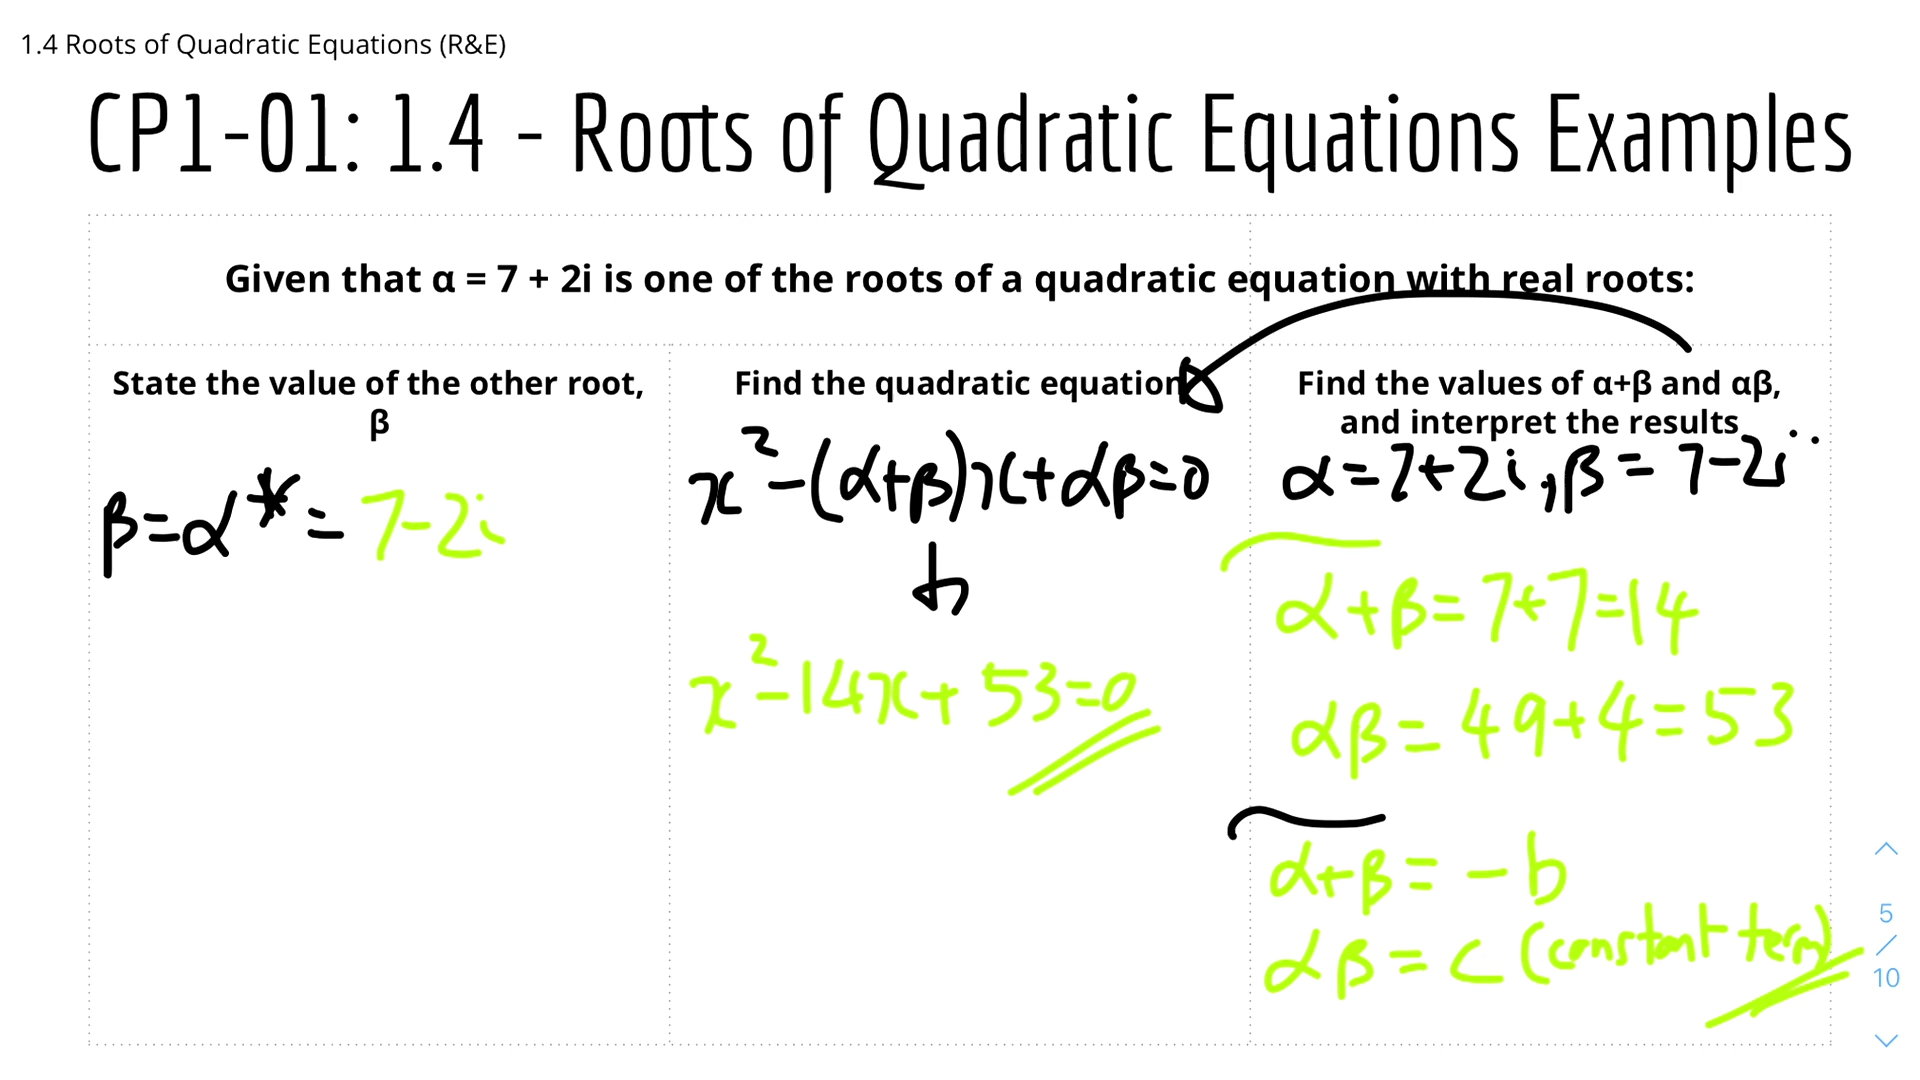 1.4 Roots of Quadratic Equations (R&E)
CP1-01: 1.4 - Roots of Quadratic Equations Examples
Given that α = 7 + 2i is one of the roots of a quadratic equation with real roots:
State the value of the other root,
β
β=α*= 7-2i
Find the quadratic equation
x²-(α+β)x+αβ=0
x²-14x+53=0
Find the values of α+β and αβ,
and interpret the results
α=7+2i, β=7-2i
α+β=7+7=14
αβ=49+4=53
α+β=-b
αβ=c (constant term)
5
/
10